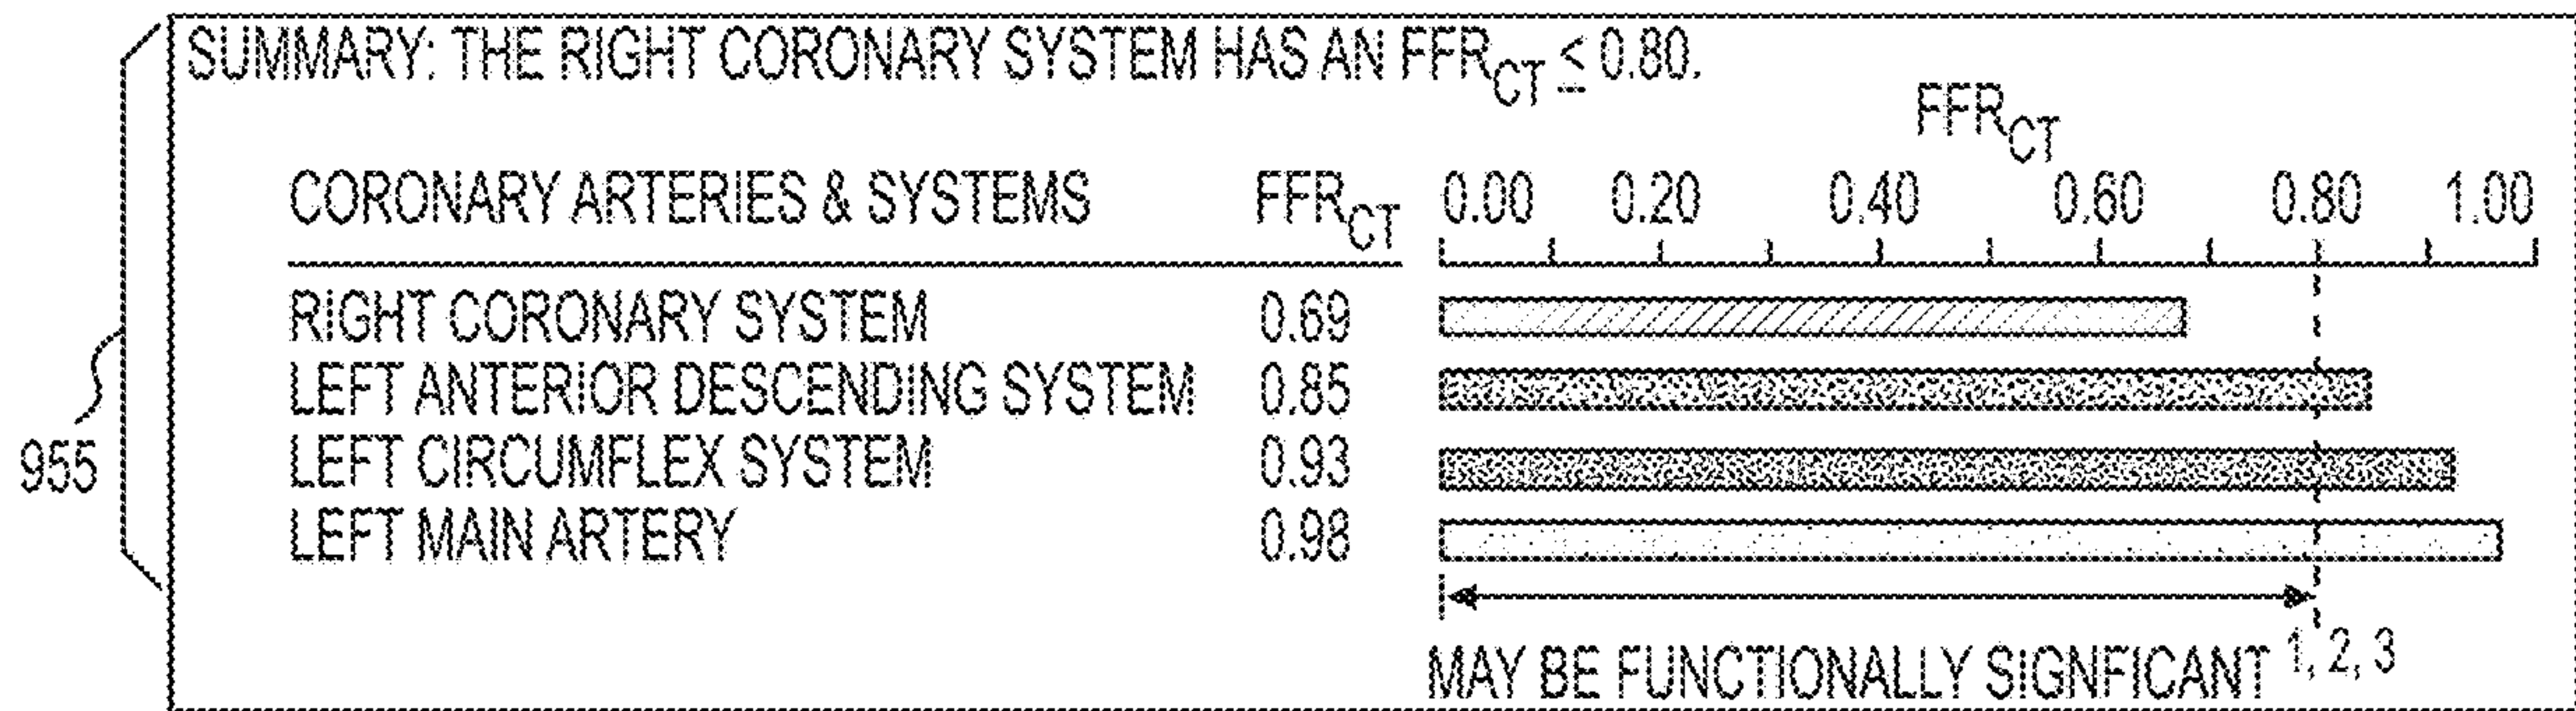 SUMMARY: THE RIGHT CORONARY SYSTEM HAS AN FFRCT ≤ 0.80.
FFRCT
CORONARY ARTERIES & SYSTEMS FFRCT 0.00 0.20 0.40 0.60 0.80 1.00
RIGHT CORONARY SYSTEM 0.69
LEFT ANTERIOR DESCENDING SYSTEM 0.85
LEFT CIRCUMFLEX SYSTEM 0.93
955
LEFT MAIN ARTERY 0.98
MAY BE FUNCTIONALLY SIGNFICANT 1, 2, 3